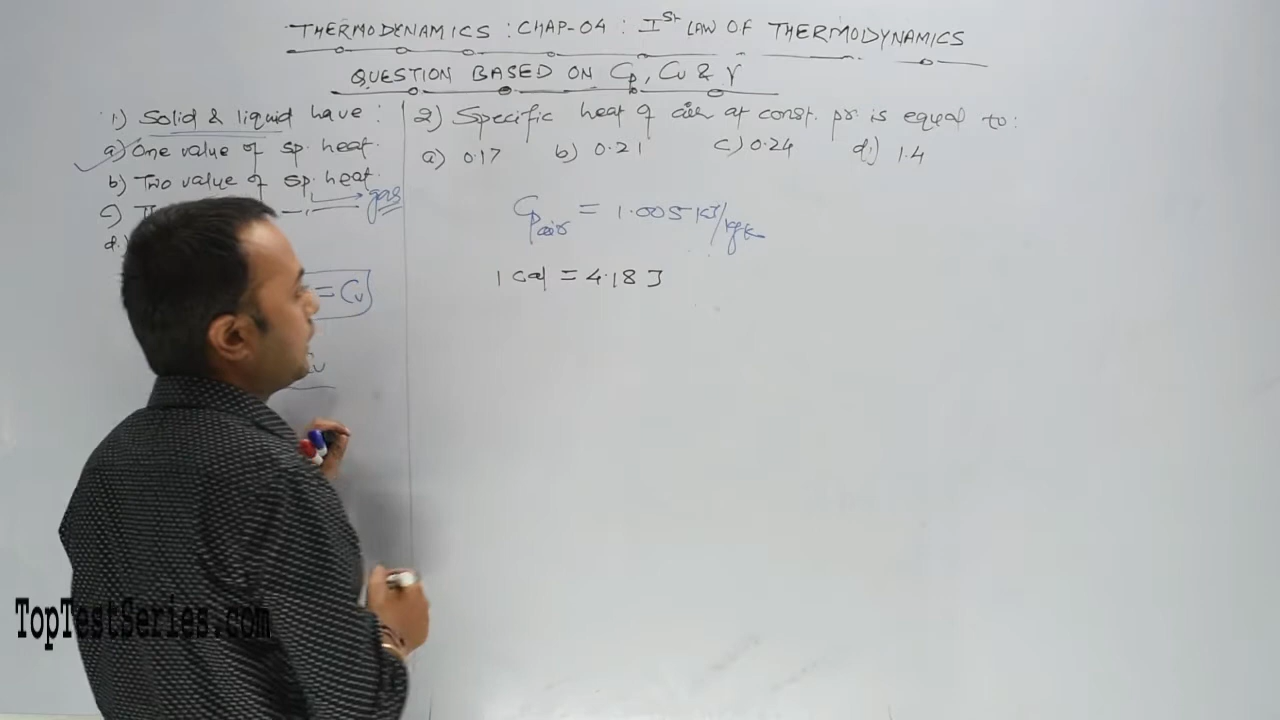 THERMODYNAMICS : CHAP-04 : Ist LAW OF THERMODYNAMICS
QUESTION BASED ON Cp, Cv & γ
1) Solid & liquid have :
a) One value of sp. heat.
b) Two value of sp. heat.
gas
c)
d.)
= Cv
Cv
2) Specific heat of air at const. pr. is equal to:
a) 0.17 b) 0.21 c) 0.24 d.) 1.4
Cp air = 1.005 kJ/kgk
1 Cal = 4.18 J
TopTestSeries.com